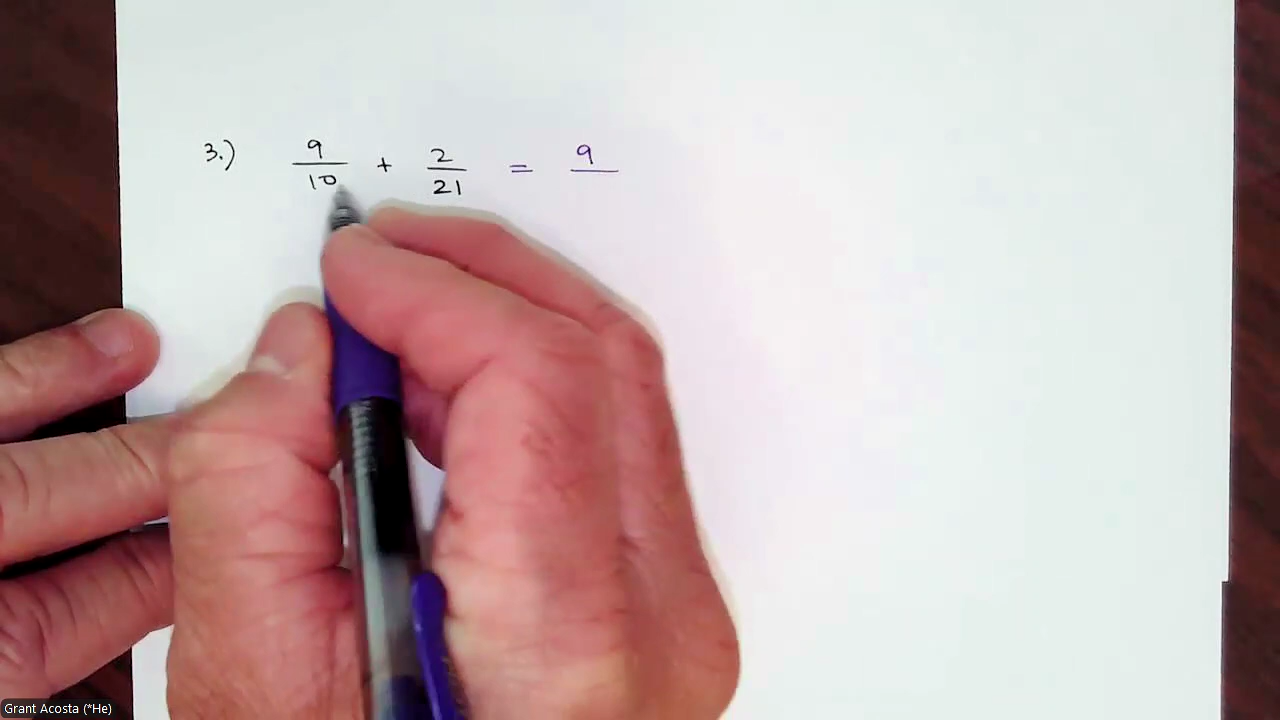 3.) 9/10 + 2/21 = 9/
Grant Acosta (*He)